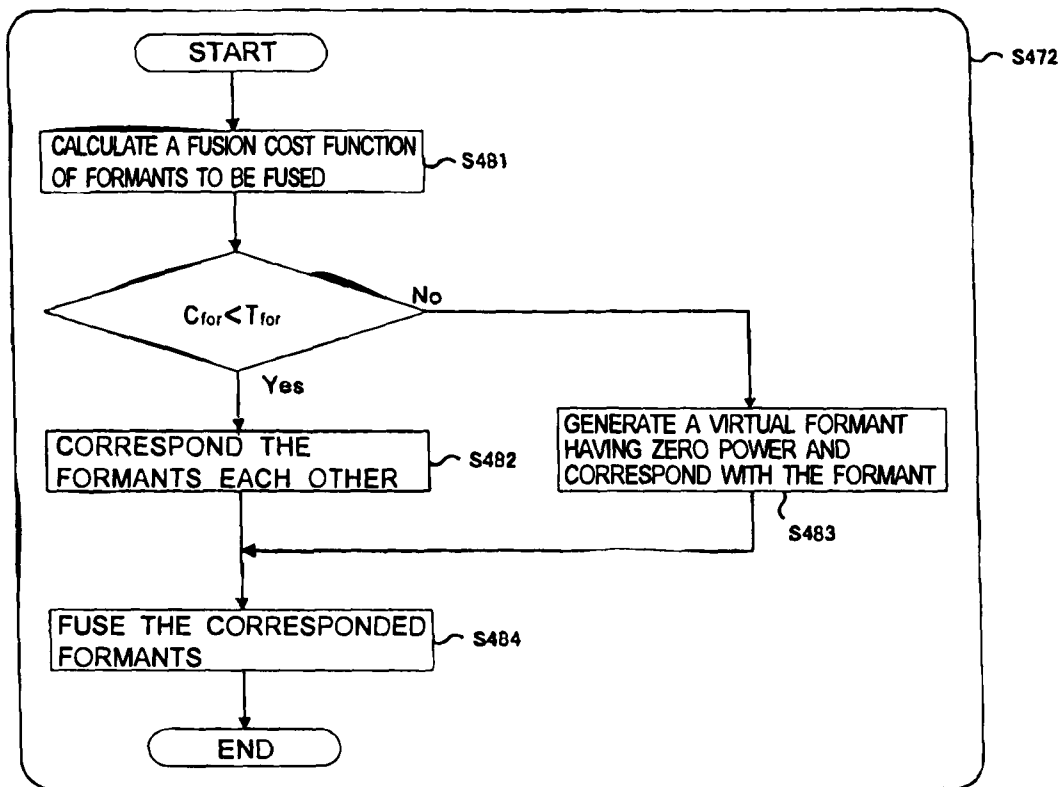 START
S472
CALCULATE A FUSION COST FUNCTION
OF FORMANTS TO BE FUSED
S481
Cfor<Tfor
No
Yes
CORRESPOND THE
FORMANTS EACH OTHER
S482
GENERATE A VIRTUAL FORMANT
HAVING ZERO POWER AND
CORRESPOND WITH THE FORMANT
S483
FUSE THE CORRESPONDED
FORMANTS
S484
END